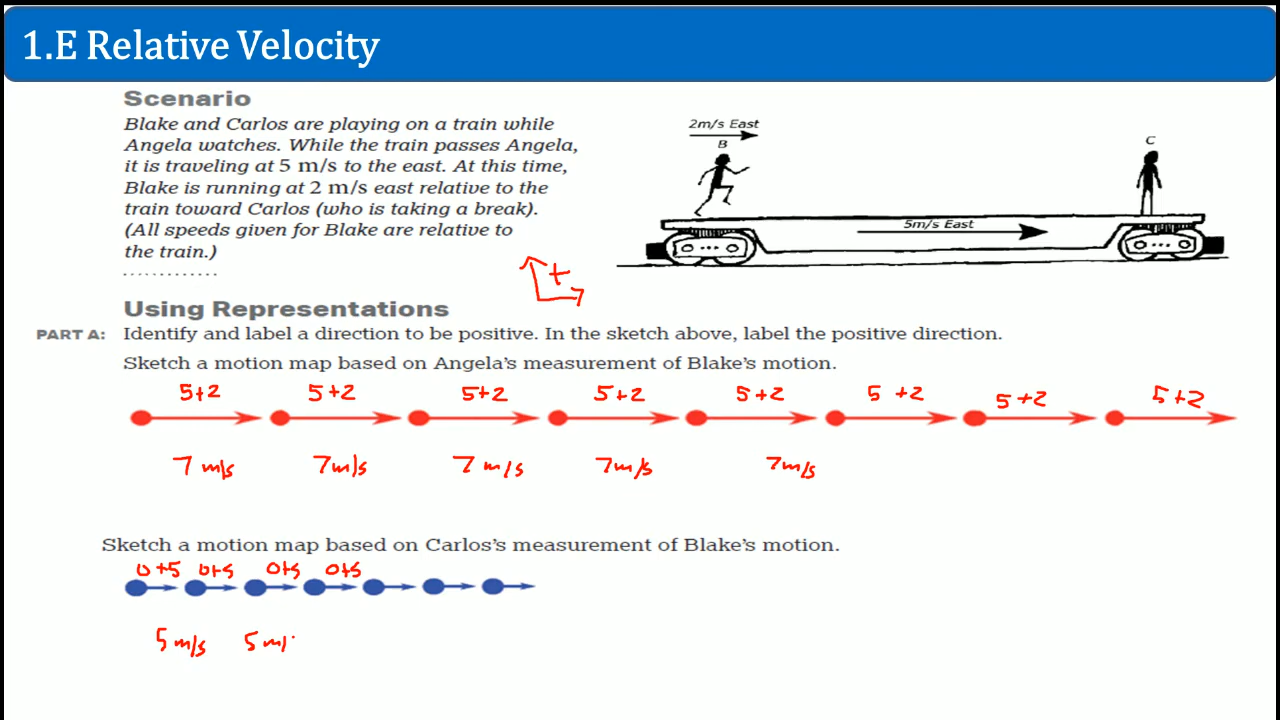 1.E Relative Velocity
Scenario
Blake and Carlos are playing on a train while
Angela watches. While the train passes Angela,
it is traveling at 5 m/s to the east. At this time,
Blake is running at 2 m/s east relative to the
train toward Carlos (who is taking a break).
(All speeds given for Blake are relative to
the train.)
.............
2m/s East
B
C
5m/s East
+
Using Representations
PART A: Identify and label a direction to be positive. In the sketch above, label the positive direction.
Sketch a motion map based on Angela's measurement of Blake's motion.
5+2 5+2 5+2 5+2 5+2 5+2 5+2 5+2
7 m/s 7m/s 7 m/s 7m/s 7m/s
Sketch a motion map based on Carlos's measurement of Blake's motion.
0+5 0+5 0+5 0+5
5 m/s 5 m/